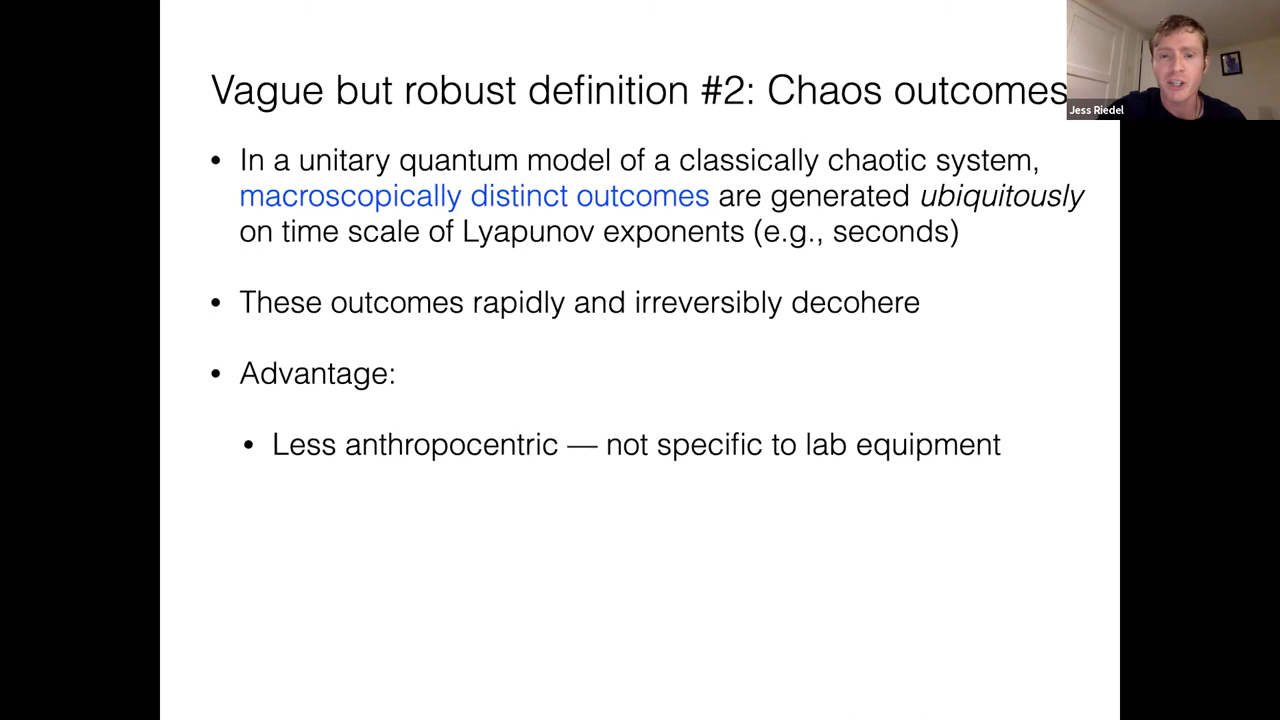 Vague but robust definition #2: Chaos outcomes
Jess Riedel
• In a unitary quantum model of a classically chaotic system,
macroscopically distinct outcomes are generated ubiquitously
on time scale of Lyapunov exponents (e.g., seconds)
• These outcomes rapidly and irreversibly decohere
• Advantage:
• Less anthropocentric — not specific to lab equipment